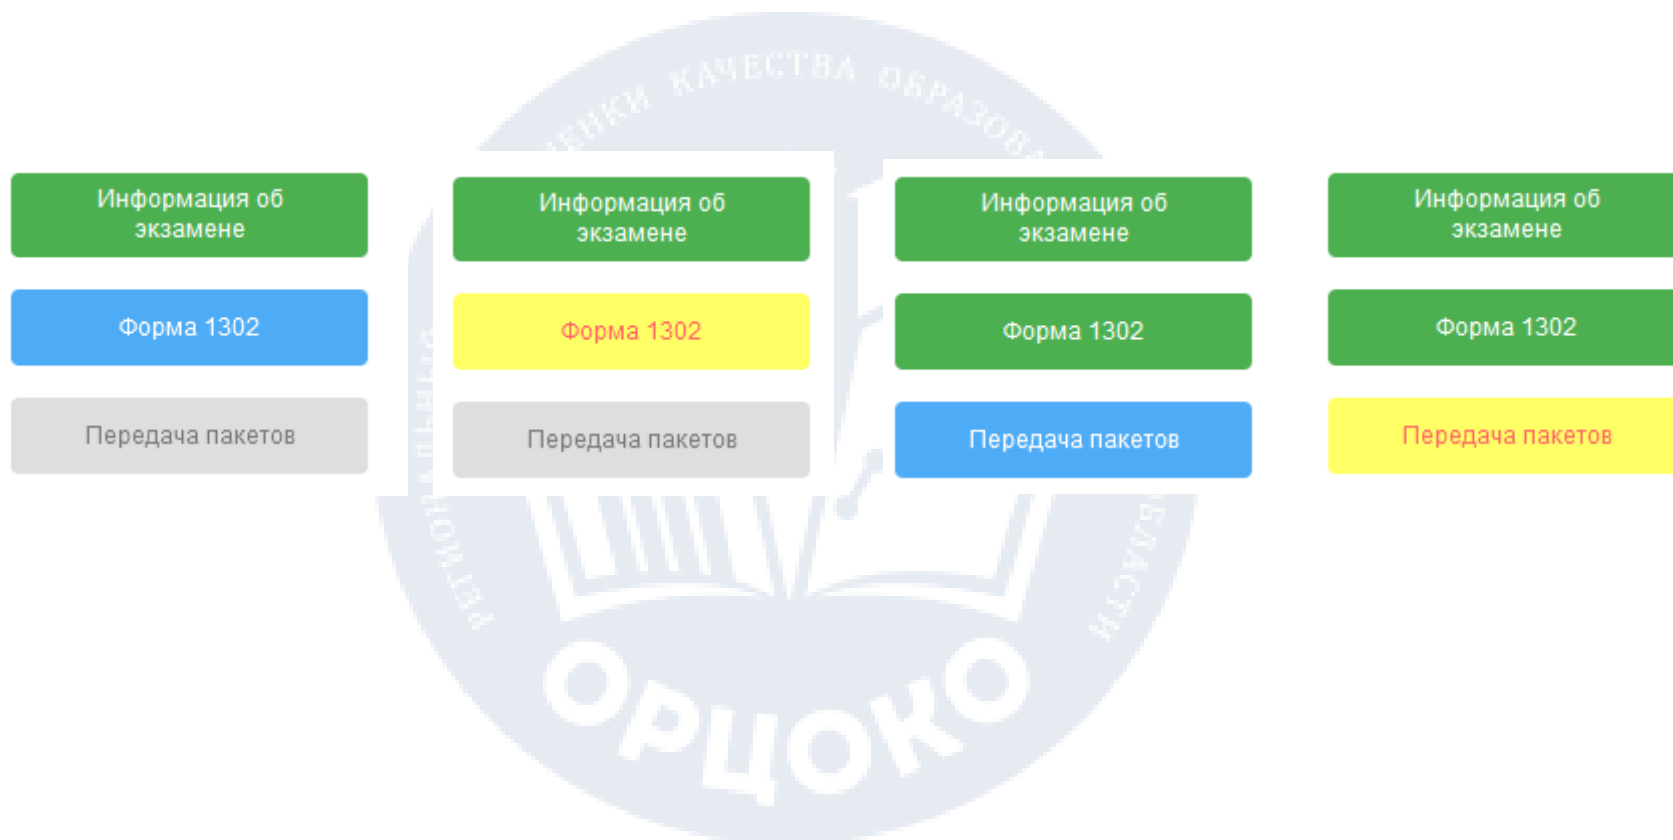 КАЧЕСТВА
Информация об
экзамене
Форма 1302
Передача пакетов
Информация об
экзамене
Форма 1302
Передача пакетов
Информация об
экзамене
Форма 1302
Передача пакетов
Информация об
экзамене
Форма 1302
Передача пакетов
ОРЦОКО